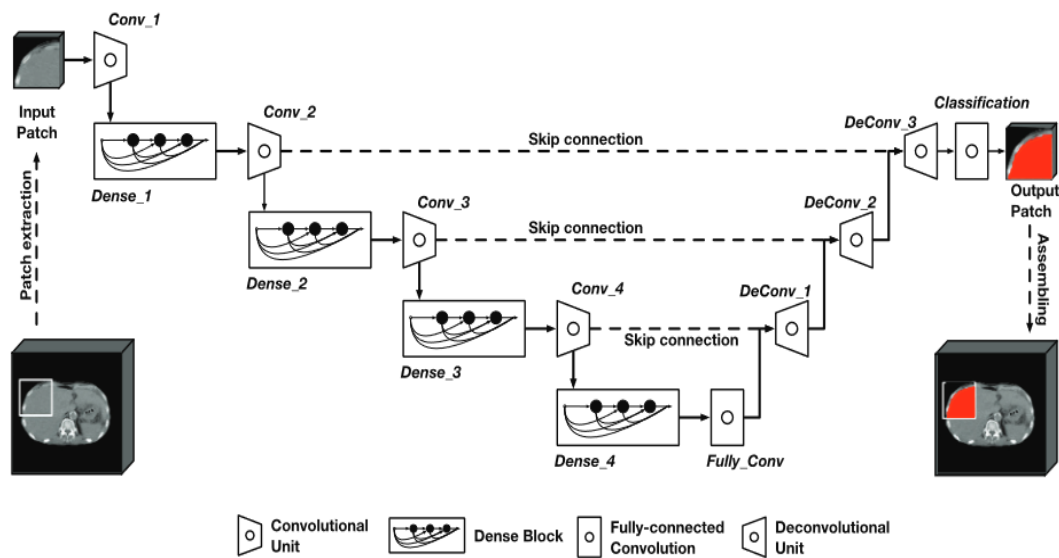 Conv_1
Input
Patch
Patch extraction
Dense_1
Conv_2
Skip connection
DeConv_3
Classification
Output
Patch
Assembling
Dense_2
Conv_3
Skip connection
DeConv_2
Dense_3
Conv_4
Skip connection
DeConv_1
Dense_4
Fully_Conv
Convolutional
Unit
Dense Block
Fully-connected
Convolution
Deconvolutional
Unit